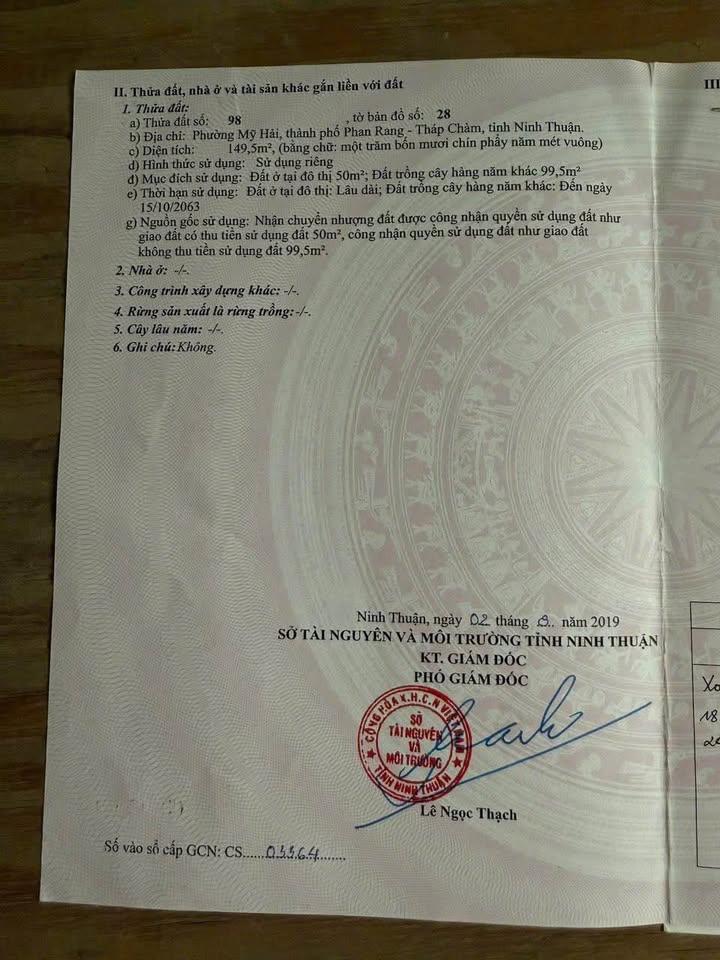 II. Thửa đất, nhà ở và tài sản khác gắn liền với đất
1. Thửa đất:
a) Thửa đất số: 98 , tờ bản đồ số: 28
b) Địa chỉ: Phường Mỹ Hải, thành phố Phan Rang - Tháp Chàm, tỉnh Ninh Thuận.
c) Diện tích: 149,5m², (bằng chữ: một trăm bốn mươi chín phẩy năm mét vuông)
d) Hình thức sử dụng: Sử dụng riêng
đ) Mục đích sử dụng: Đất ở tại đô thị 50m²; Đất trồng cây hàng năm khác 99,5m²
e) Thời hạn sử dụng: Đất ở tại đô thị: Lâu dài; Đất trồng cây hàng năm khác: Đến ngày
15/10/2063
g) Nguồn gốc sử dụng: Nhận chuyển nhượng đất được công nhận quyền sử dụng đất như
giao đất có thu tiền sử dụng đất 50m², công nhận quyền sử dụng đất như giao đất
không thu tiền sử dụng đất 99,5m².
2. Nhà ở: -/-.
3. Công trình xây dựng khác: -/-.
4. Rừng sản xuất là rừng trồng:-/-.
5. Cây lâu năm: -/-.
6. Ghi chú:Không.
Ninh Thuận, ngày 02 tháng năm 2019
SỞ TÀI NGUYÊN VÀ MÔI TRƯỜNG TỈNH NINH THUẬN
KT. GIÁM ĐỐC
PHÓ GIÁM ĐỐC
CỘNG HÒA X.H.C.N VIỆT NAM
SỞ
TÀI NGUYÊN
VÀ
MÔI TRƯỜNG
TỈNH NINH THUẬN
Lê Ngọc Thạch
Số vào sổ cấp GCN: CS......03364........
III
18